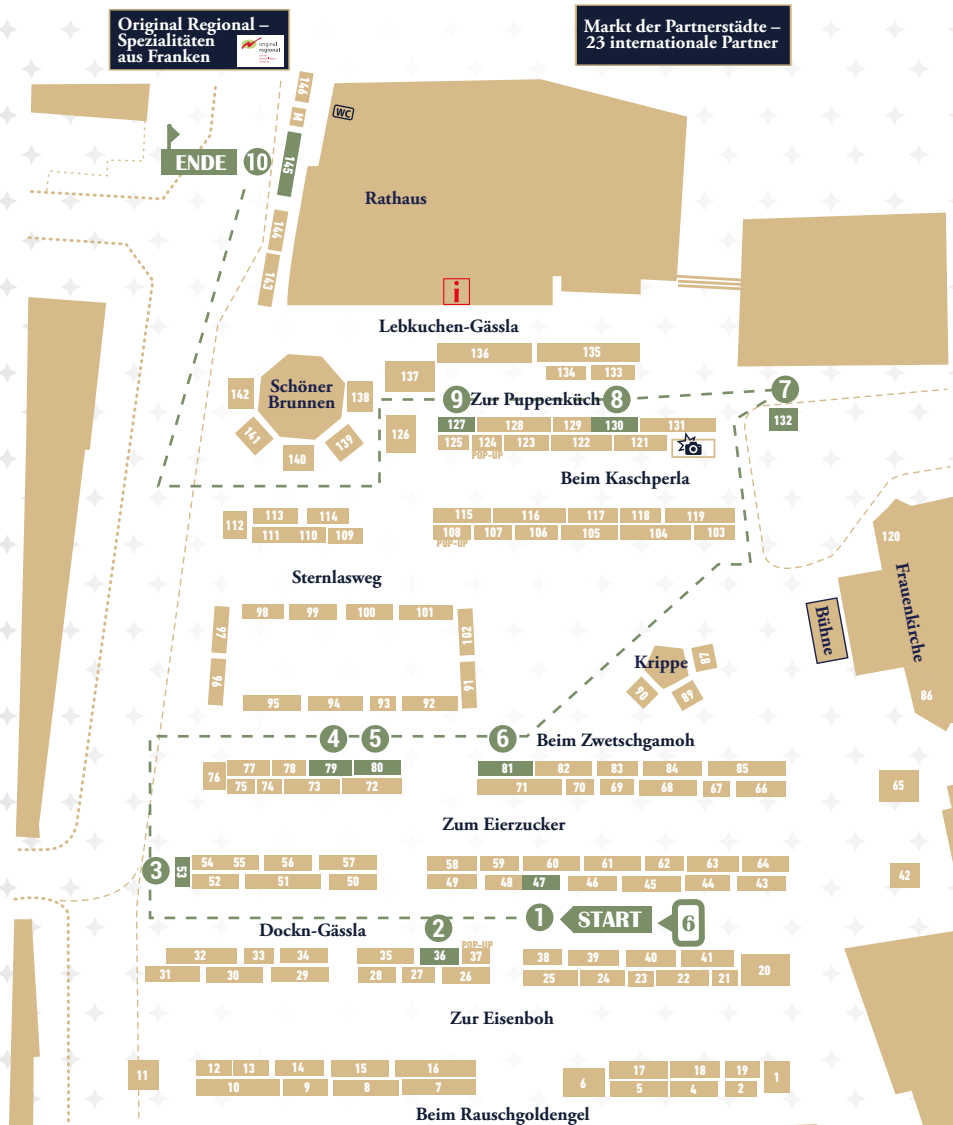 Original Regional –
Spezialitäten
aus Franken
original
regional
Markt der Partnerstädte –
23 internationale Partner
146
M
WC
ENDE 10
145
Rathaus
144
143
i
Lebkuchen-Gässla
136 135
137 134 133
142 Schöner
Brunnen 138
141 139
140
9 Zur Puppenküch 8 7
126 127 128 129 130 131 132
125 124 123 122 121
POP-UP
Beim Kaschperla
112 113 114 115 116 117 118 119
111 110 109 108 107 106 105 104 103
POP-UP
120
Frauenkirche
Bühne
86
Sternlasweg
97 98 99 100 101 102
96 95 94 93 92 91
Krippe
87
90 89
4 5 6
Beim Zwetschgamoh
76 77 78 79 80 81 82 83 84 85
75 74 73 72 71 70 69 68 67 66
65
Zum Eierzucker
3 53 54 55 56 57 58 59 60 61 62 63 64
52 51 50 49 48 47 46 45 44 43
42
1 START 6
Dockn-Gässla
2
POP-UP
32 33 34 35 36 37 38 39 40 41
31 30 29 28 27 26 25 24 23 22 21 20
Zur Eisenboh
11 12 13 14 15 16 17 18 19 1
10 9 8 7 6 5 4 2
Beim Rauschgoldengel